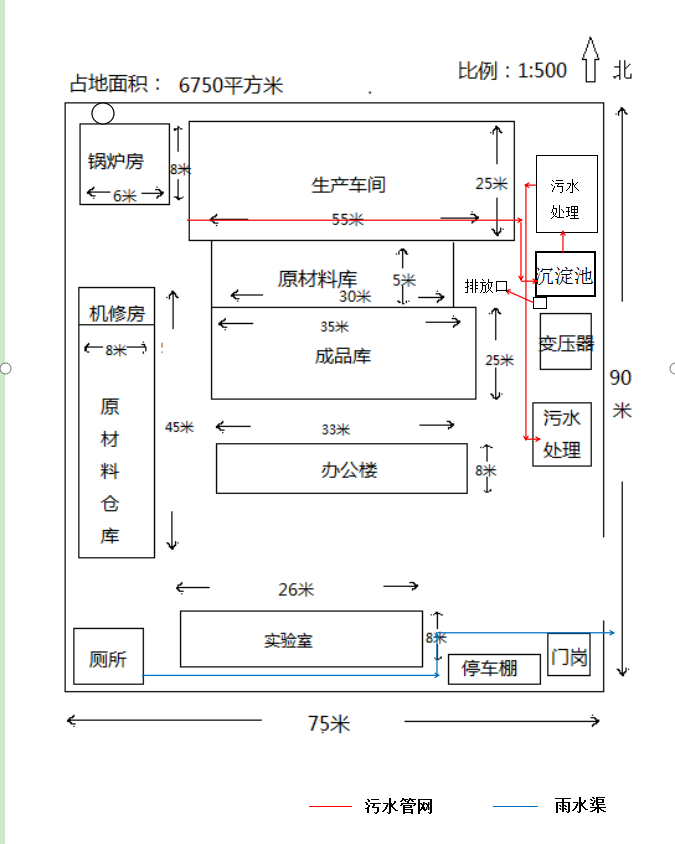 比例：1:500 北
占地面积： 6750平方米
锅炉房
8米
6米
生产车间
25米
55米
污水
处理
原材料库
5米
30米
排放口
沉淀池
机修房
8米
35米
成品库
25米
变压器
90
米
原
材
料
仓
库
45米
33米
污水
处理
办公楼
8米
26米
实验室
8米
厕所
停车棚
门岗
75米
污水管网
雨水渠